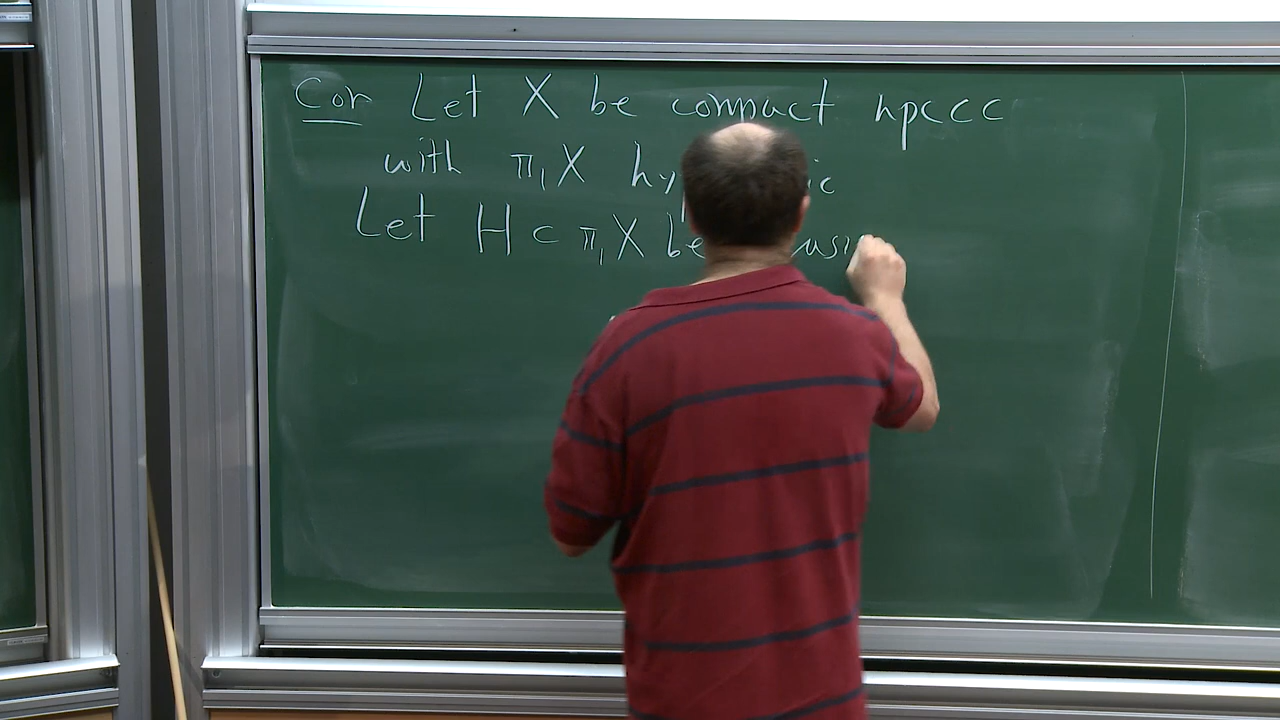 Cor Let X be compact npccc
with π₁X
Let H ⊂ π₁X be